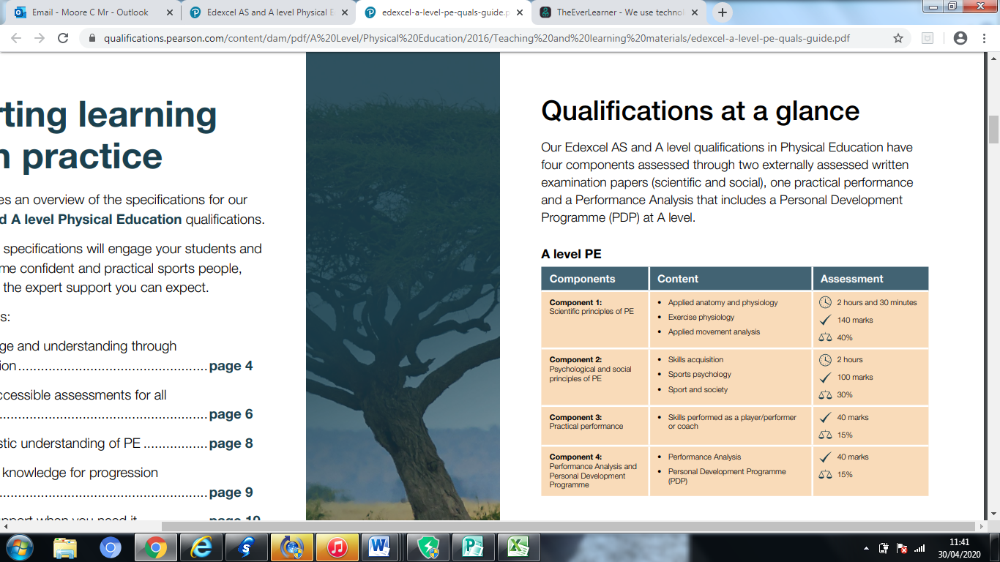 Email - Moore C Mr - Outlook
Edexcel AS and A level Physical E
edexcel-a-level-pe-quals-guide.p
TheEverLearner - We use technol
qualifications.pearson.com/content/dam/pdf/A%20Level/Physical%20Education/2016/Teaching%20and%20learning%20materials/edexcel-a-level-pe-quals-guide.pdf
rting learning
n practice
es an overview of the specifications for our
d A level Physical Education qualifications.
specifications will engage your students and
me confident and practical sports people,
the expert support you can expect.
s:
ge and understanding through
ion................................................page 4
ccessible assessments for all
.....................................................page 6
stic understanding of PE ................page 8
knowledge for progression
.....................................................page 9
pport when you need it page 10
Qualifications at a glance
Our Edexcel AS and A level qualifications in Physical Education have
four components assessed through two externally assessed written
examination papers (scientific and social), one practical performance
and a Performance Analysis that includes a Personal Development
Programme (PDP) at A level.
A level PE
Components Content Assessment
Component 1:
Scientific principles of PE
• Applied anatomy and physiology
• Exercise physiology
• Applied movement analysis
2 hours and 30 minutes
140 marks
40%
Component 2:
Psychological and social
principles of PE
• Skills acquisition
• Sports psychology
• Sport and society
2 hours
100 marks
30%
Component 3:
Practical performance
• Skills performed as a player/performer
or coach
40 marks
15%
Component 4:
Performance Analysis and
Personal Development
Programme
• Performance Analysis
• Personal Development Programme
(PDP)
40 marks
15%
11:41
30/04/2020